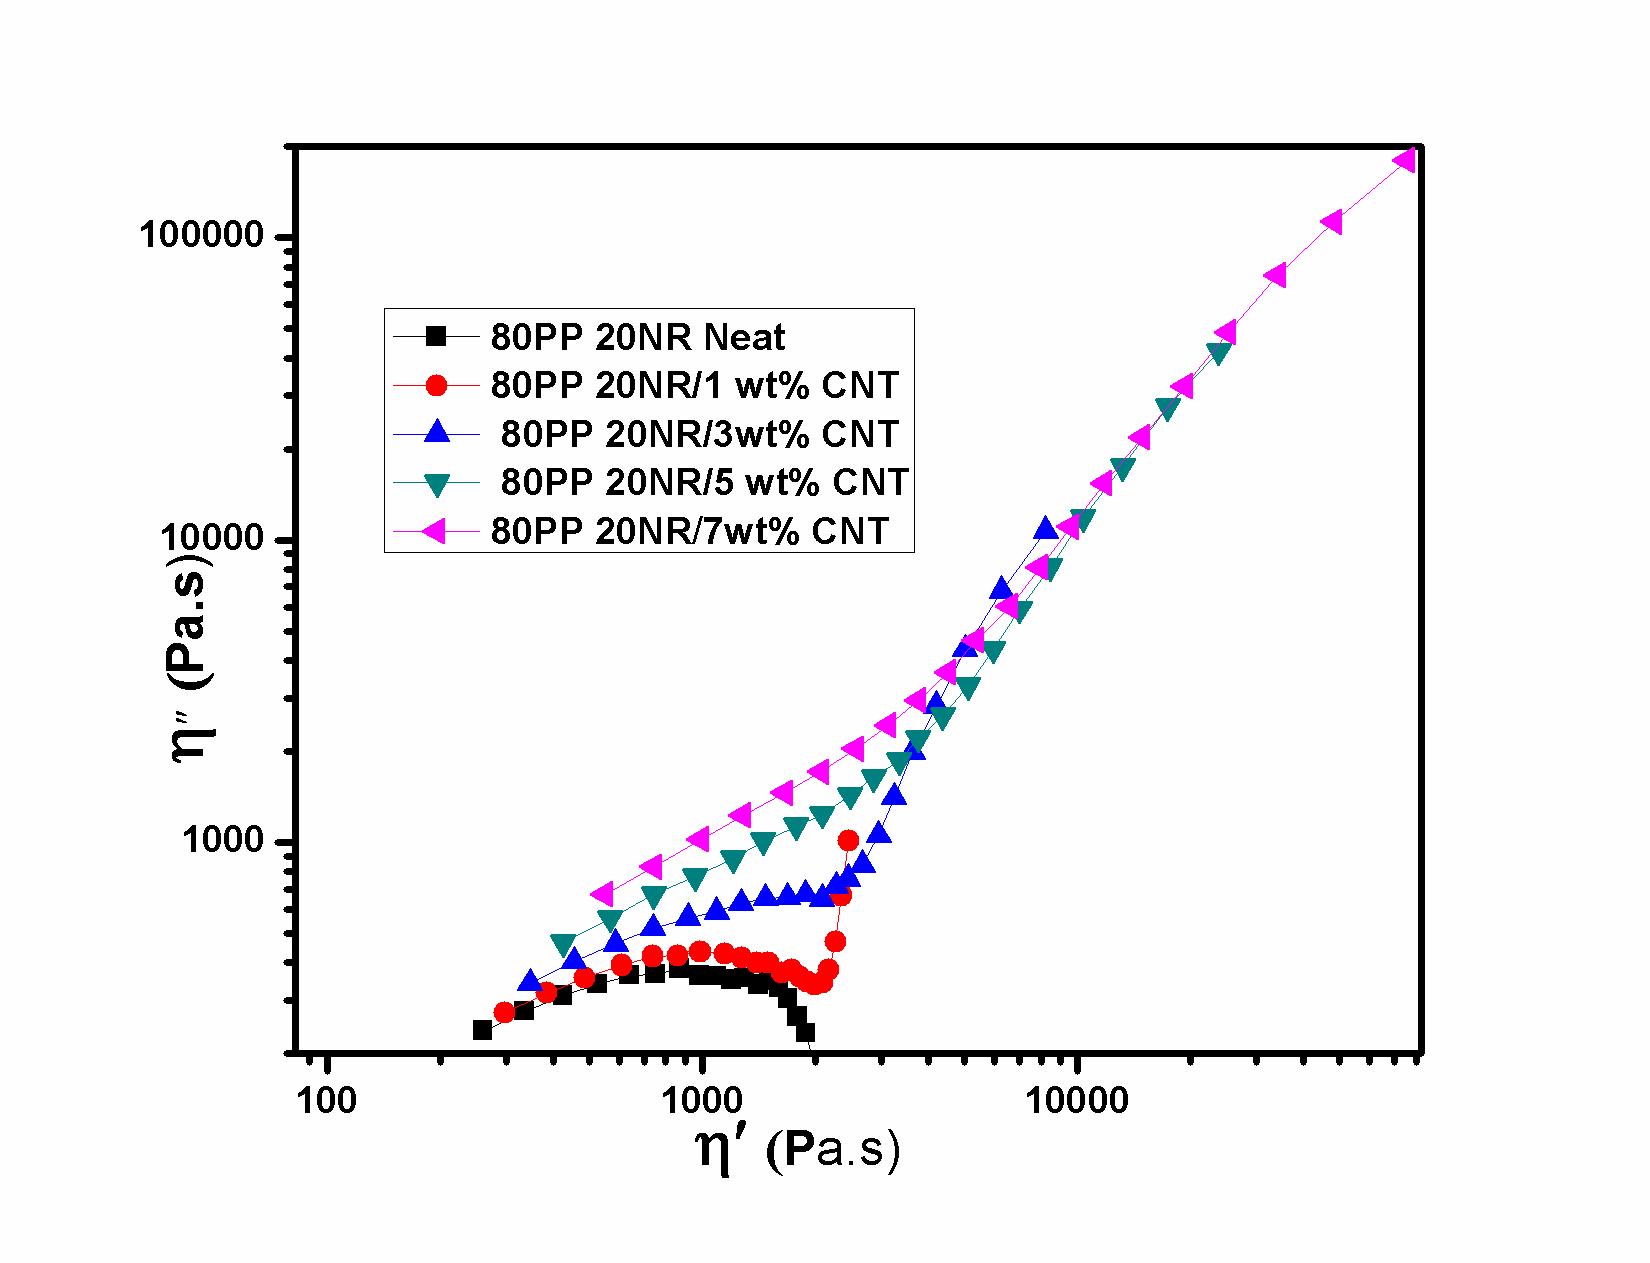 100000
10000
1000
η″ (Pa.s)
80PP 20NR Neat
80PP 20NR/1 wt% CNT
80PP 20NR/3wt% CNT
80PP 20NR/5 wt% CNT
80PP 20NR/7wt% CNT
100
1000
10000
η′ (Pa.s)